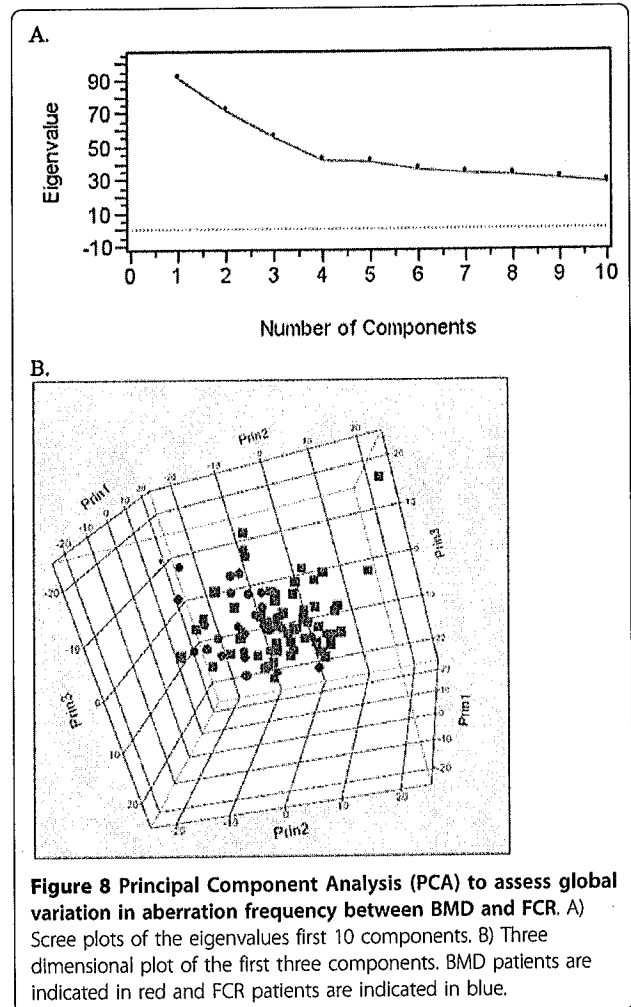 A.
90
70
50
30
10
-10
Eigenvalue
0 1 2 3 4 5 6 7 8 9 10
Number of Components
B.
Prin2
Prin1
Prin3
Prin3
Prin1
Prin2
Figure 8 Principal Component Analysis (PCA) to assess global
variation in aberration frequency between BMD and FCR. A)
Scree plots of the eigenvalues first 10 components. B) Three
dimensional plot of the first three components. BMD patients are
indicated in red and FCR patients are indicated in blue.